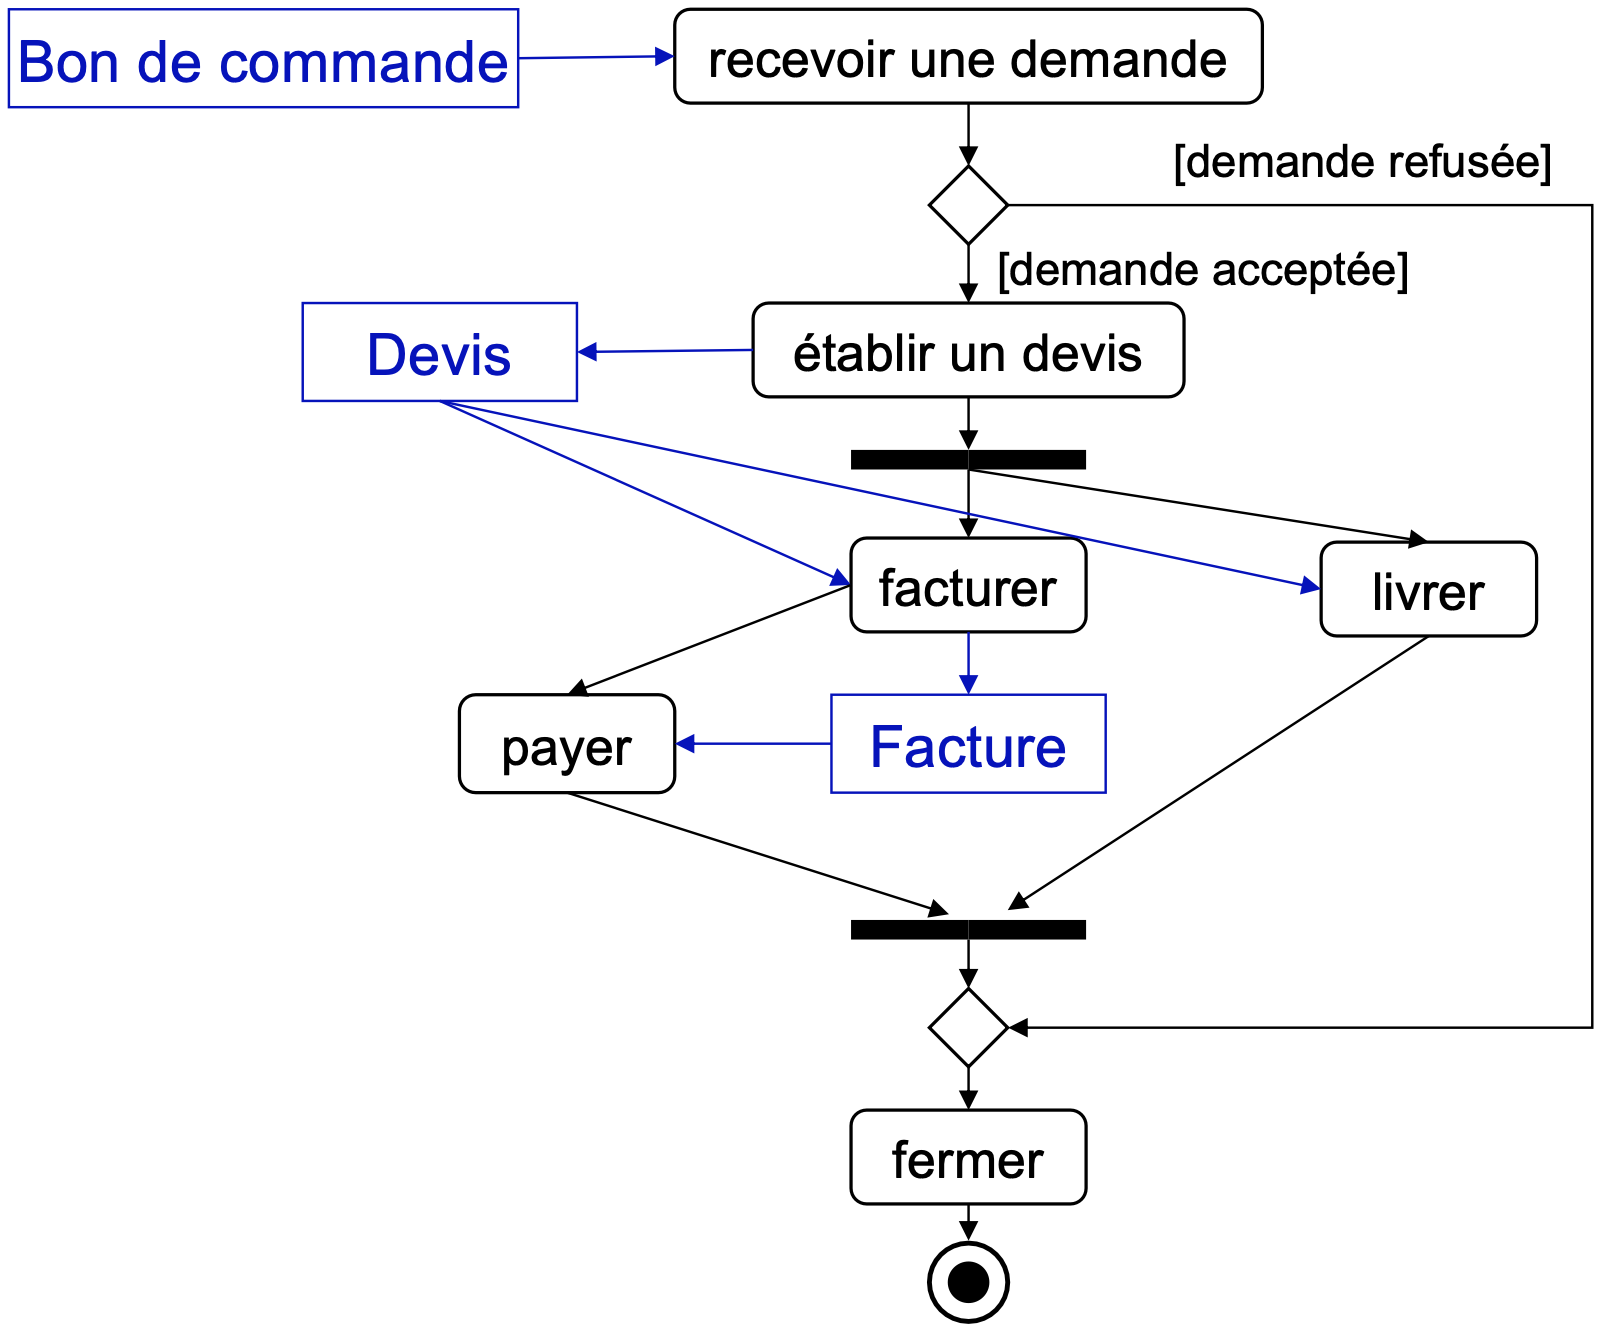 Bon de commande
recevoir une demande
[demande refusée]
[demande acceptée]
Devis
établir un devis
facturer
livrer
payer
Facture
fermer